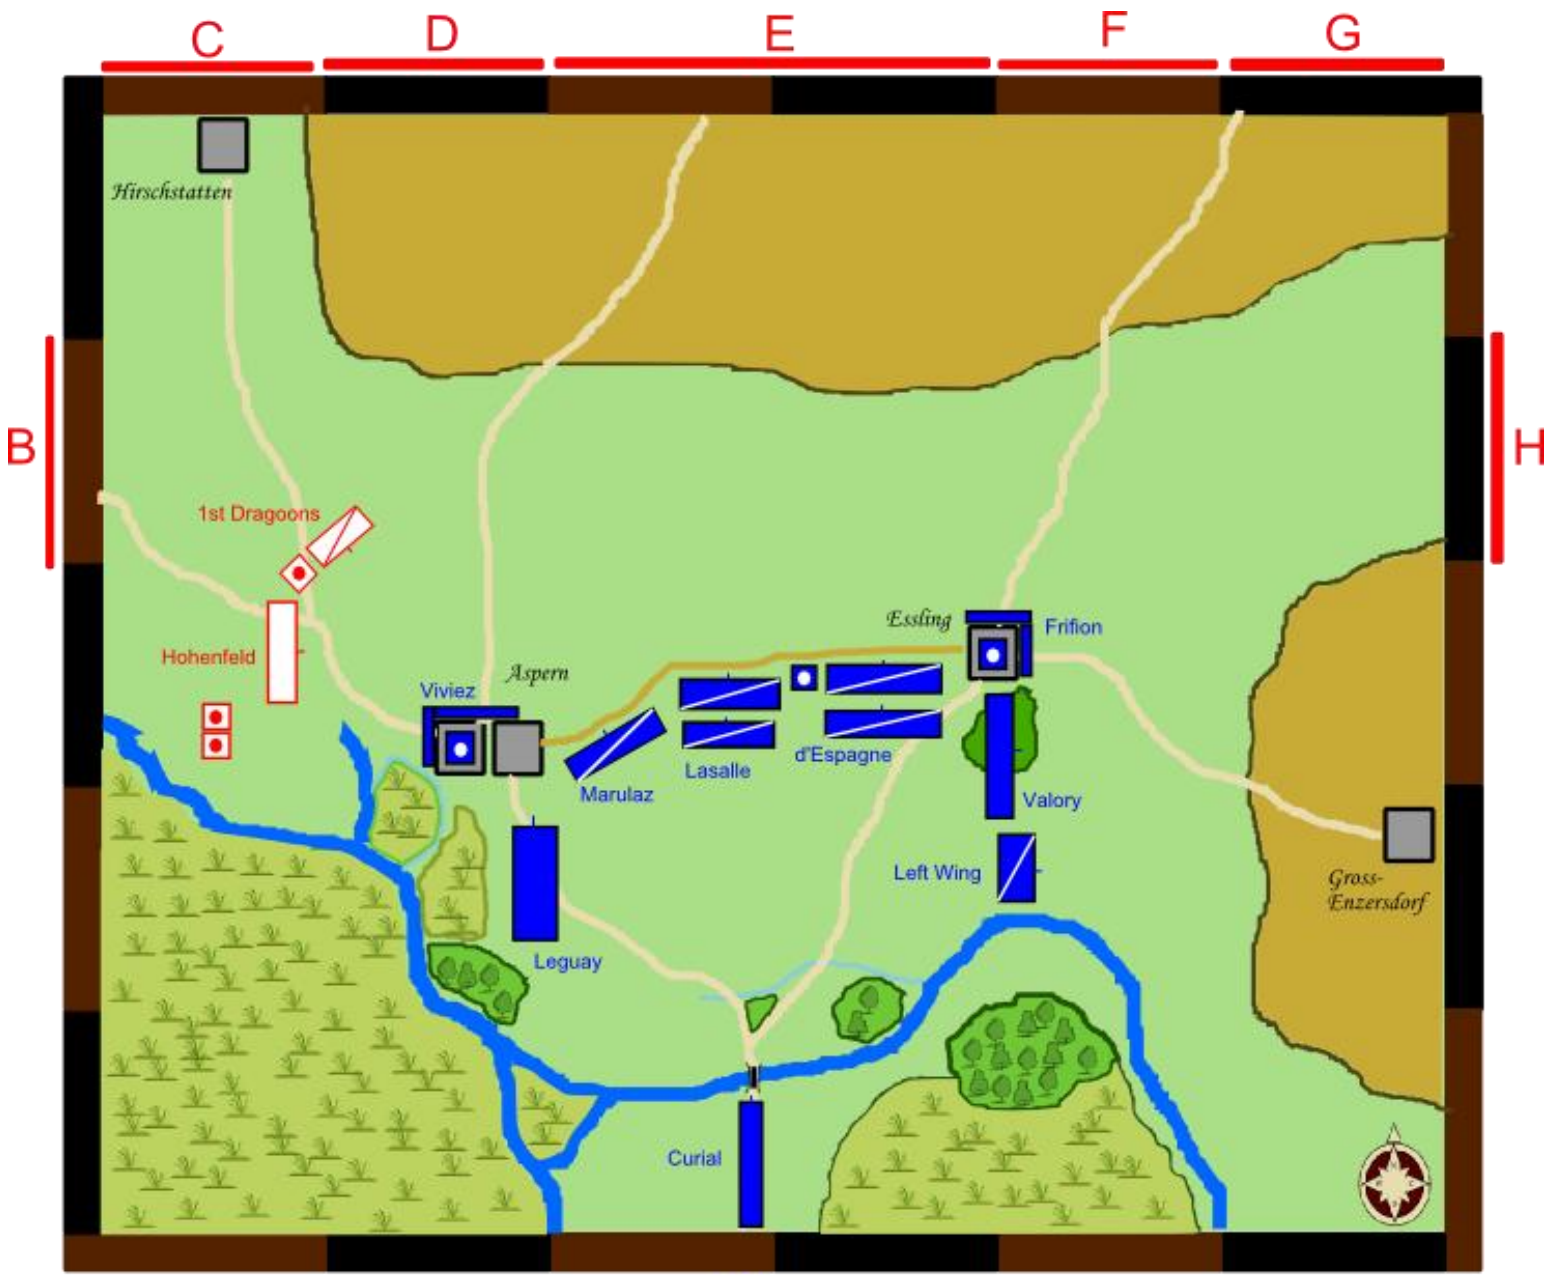 C D E F G
Hirschstatten
B
H
1st Dragoons
Essling
Frifion
Hohenfeld
Aspern
Viviez
d'Espagne
Lasalle
Marulaz
Valory
Left Wing
Gross-
Enzersdorf
Leguay
Curial